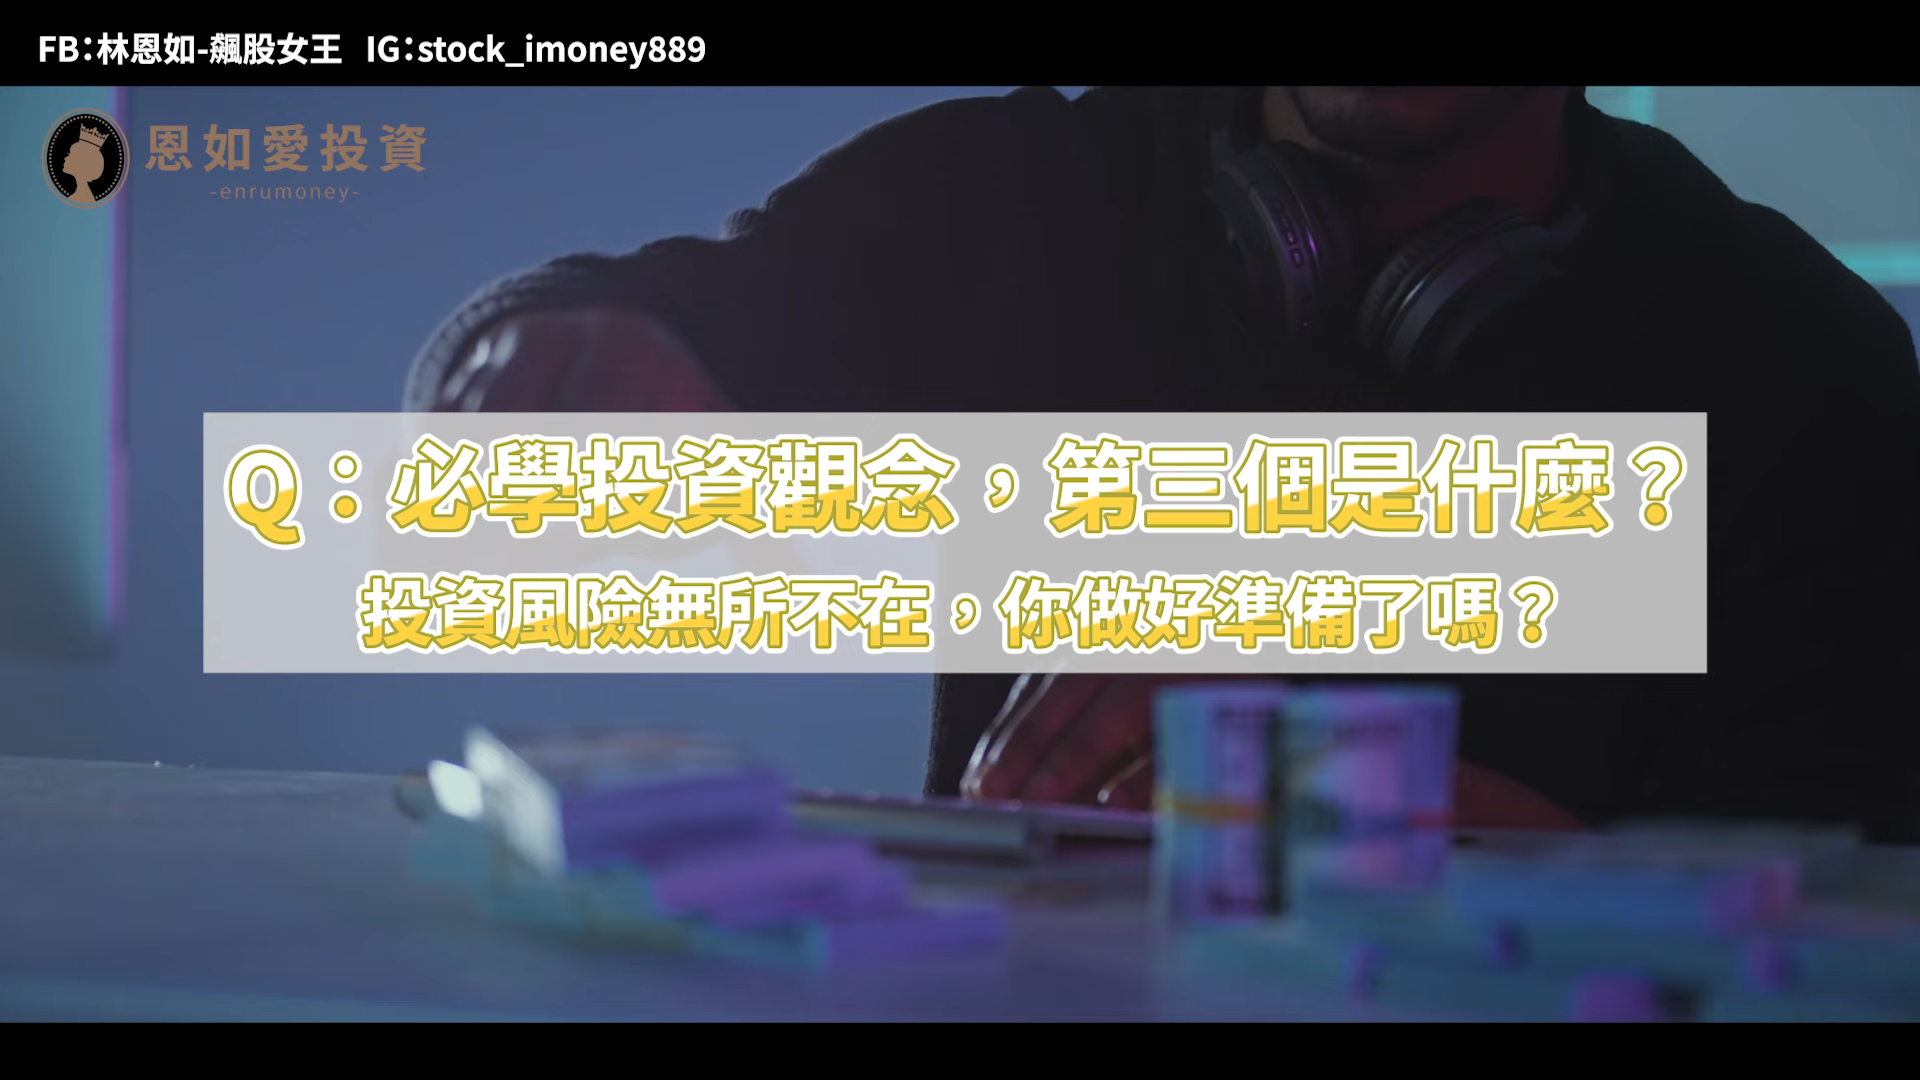 FB：林恩如-飆股女王 IG：stock_imoney889
恩如愛投資
-enrumoney-
Q：必學投資觀念，第三個是什麼？
投資風險無所不在，你做好準備了嗎？